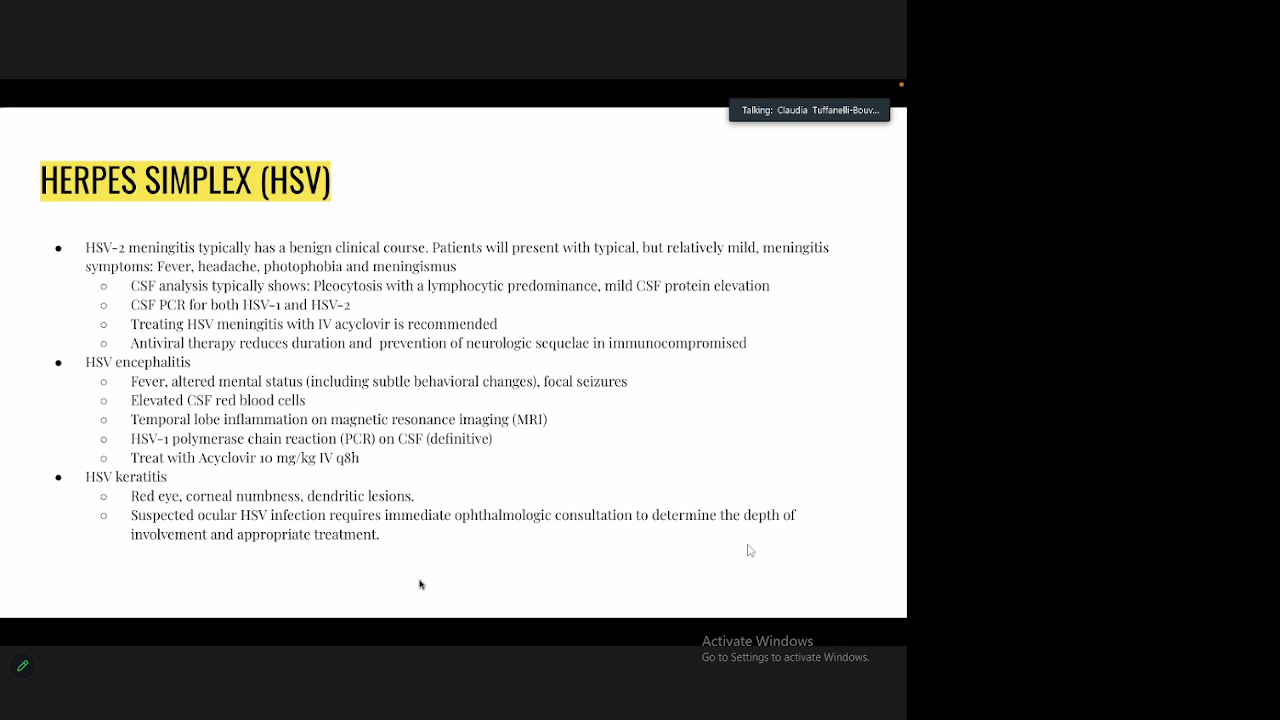 Talking: Claudia Tuffanelli-Bouv...
HERPES SIMPLEX (HSV)
● HSV-2 meningitis typically has a benign clinical course. Patients will present with typical, but relatively mild, meningitis
symptoms: Fever, headache, photophobia and meningismus
○ CSF analysis typically shows: Pleocytosis with a lymphocytic predominance, mild CSF protein elevation
○ CSF PCR for both HSV-1 and HSV-2
○ Treating HSV meningitis with IV acyclovir is recommended
○ Antiviral therapy reduces duration and prevention of neurologic sequelae in immunocompromised
● HSV encephalitis
○ Fever, altered mental status (including subtle behavioral changes), focal seizures
○ Elevated CSF red blood cells
○ Temporal lobe inflammation on magnetic resonance imaging (MRI)
○ HSV-1 polymerase chain reaction (PCR) on CSF (definitive)
○ Treat with Acyclovir 10 mg/kg IV q8h
● HSV keratitis
○ Red eye, corneal numbness, dendritic lesions.
○ Suspected ocular HSV infection requires immediate ophthalmologic consultation to determine the depth of
involvement and appropriate treatment.
Activate Windows
Go to Settings to activate Windows.